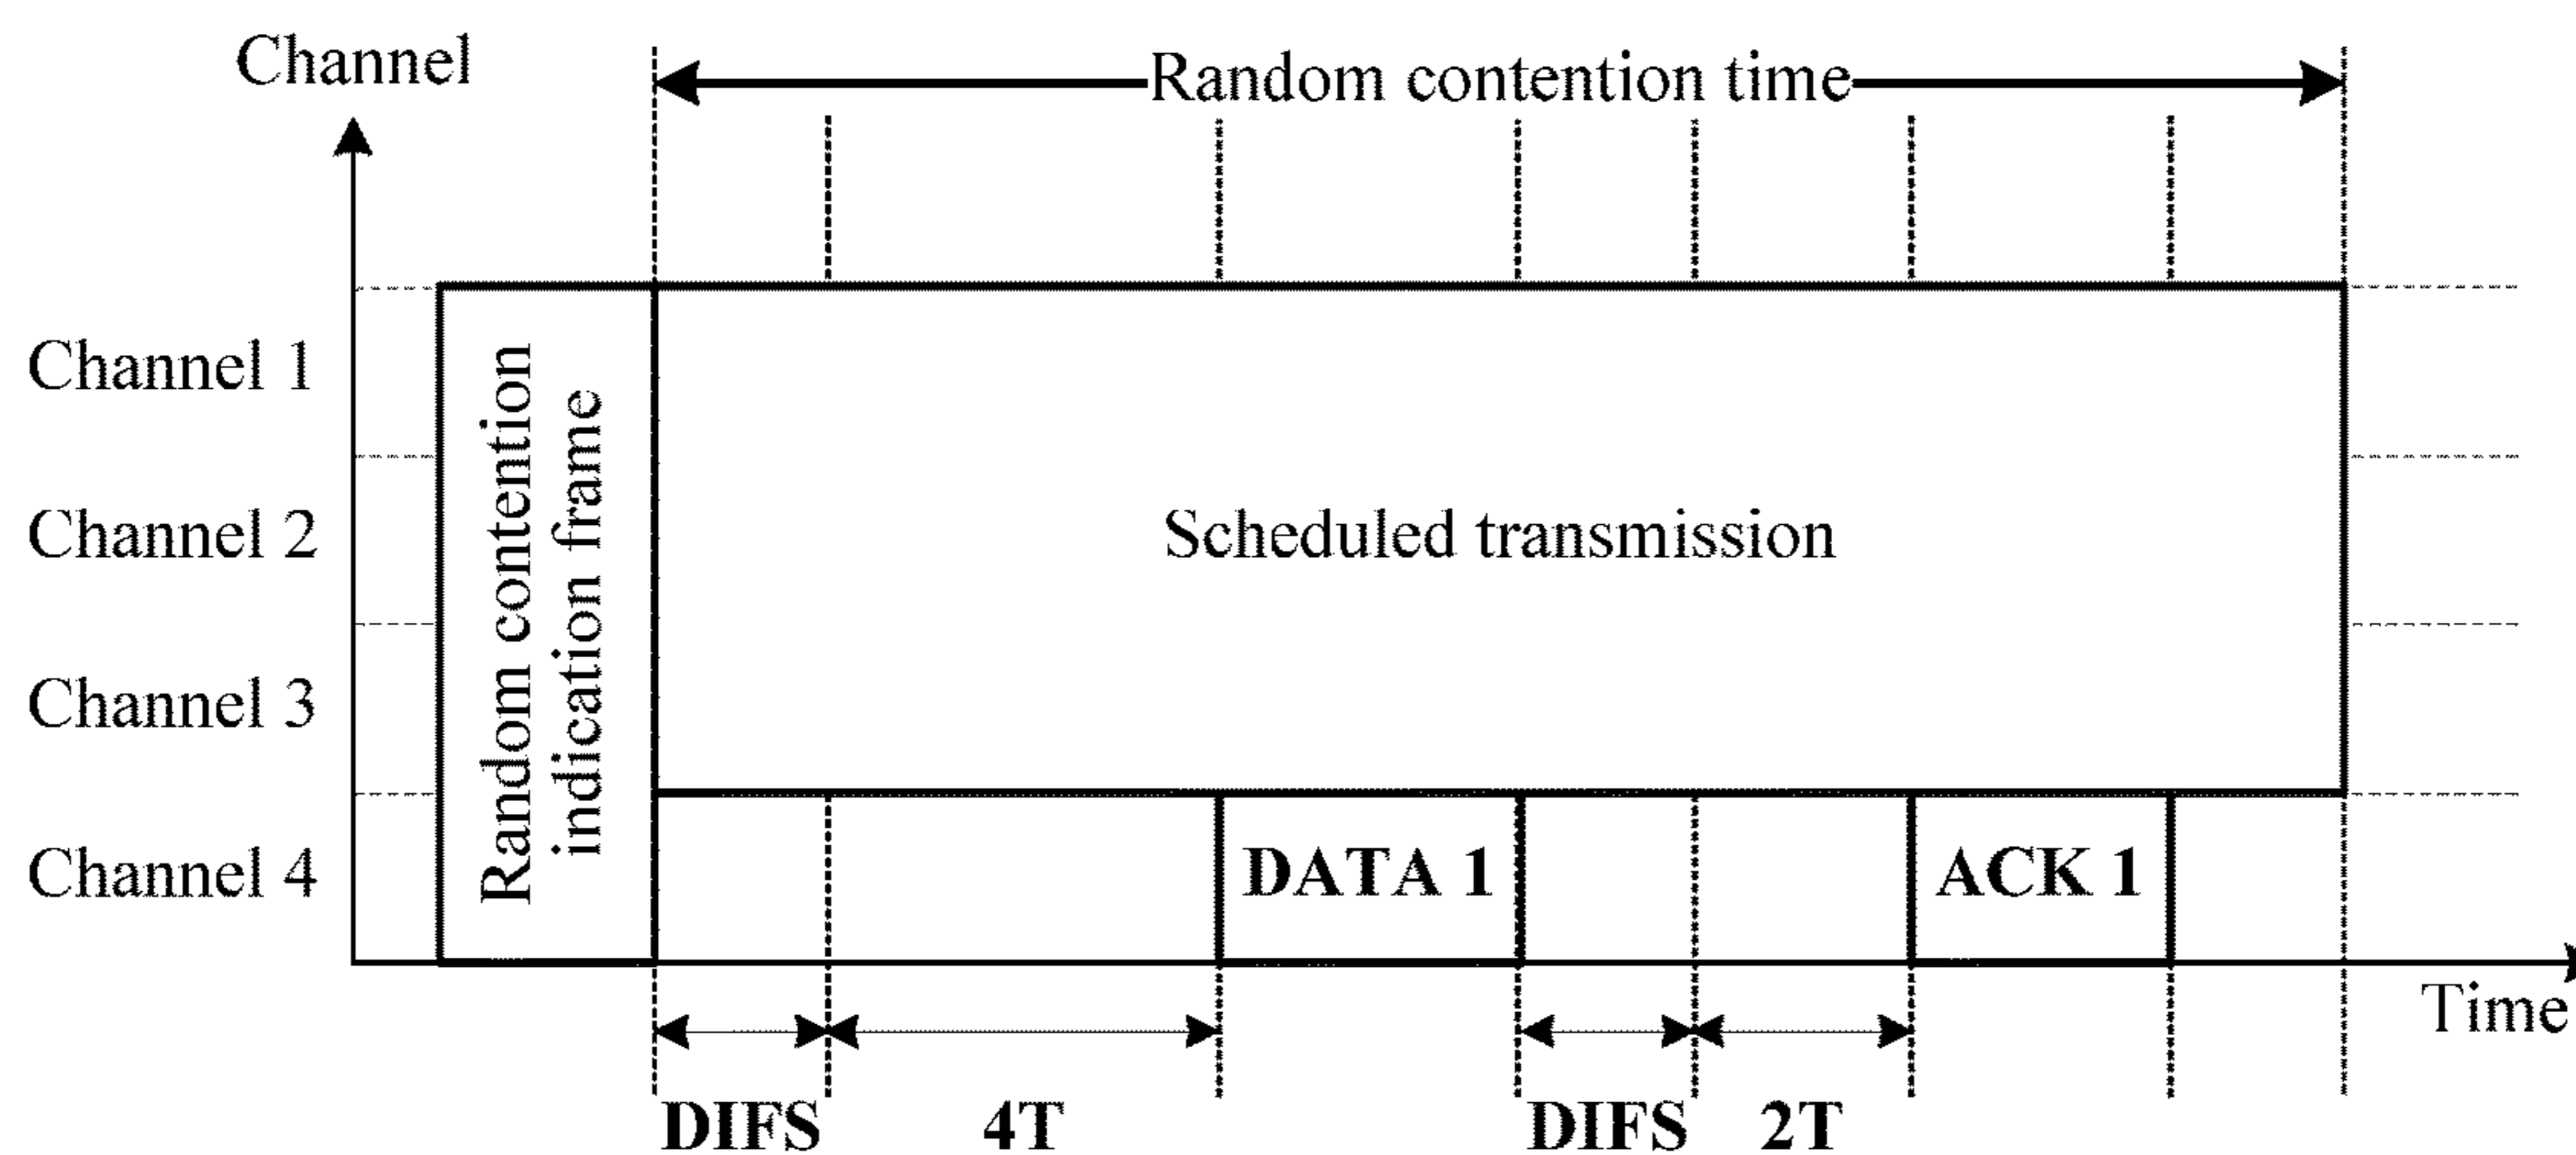 Channel
Random contention time
Channel 1
Channel 2
Channel 3
Channel 4
Random contention
indication frame
Scheduled transmission
DATA 1
ACK 1
Time
DIFS
4T
DIFS
2T